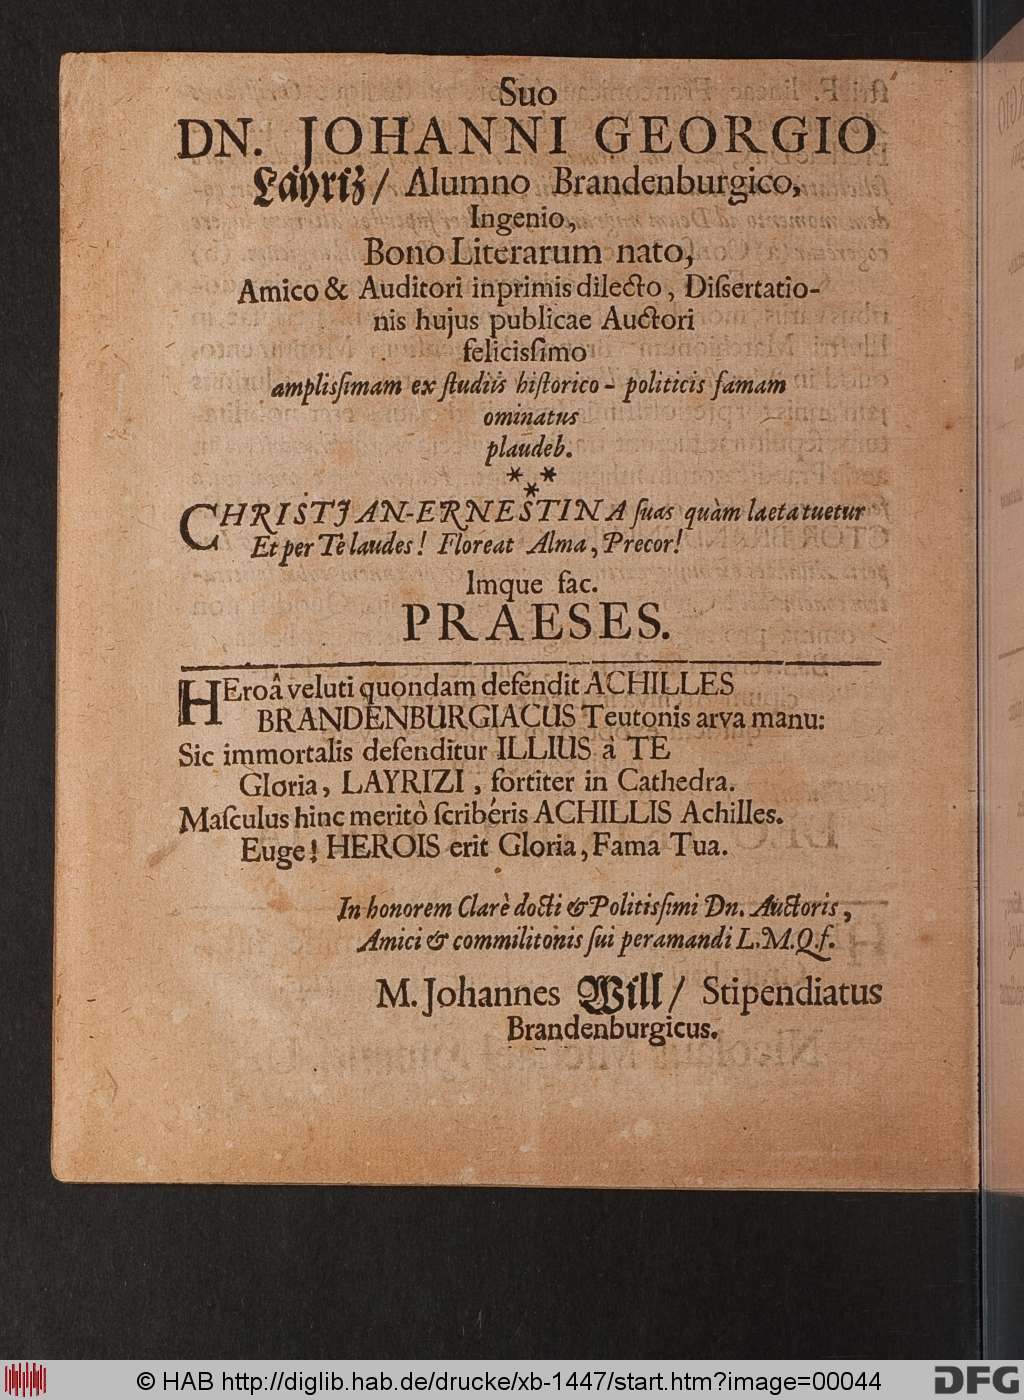 Suo
DN. JOHANNI GEORGIO
Läyriz / Alumno Brandenburgico,
Ingenio,
Bono Literarum nato,
Amico & Auditori inprimis dilecto, Disſertatio-
nis hujus publicae Auctori
feliciſſimo
ampliſſimam ex ſtudiis hiſtorico - politicis famam
ominatus
plaudeb.
* * *
CHRISTJAN-ERNESTINA ſuas quàm laeta tuetur
Et per Te laudes! Floreat Alma, Precor!
Imque fac.
PRAESES.
HEroâ veluti quondam defendit ACHILLES
BRANDENBURGIACUS Teutonis arva manu:
Sic immortalis defenditur ILLIUS à TE
Gloria, LAYRIZI, fortiter in Cathedra.
Maſculus hinc meritò ſcribéris ACHILLIS Achilles.
Euge! HEROIS erit Gloria, Fama Tua.
In honorem Clarè docti & Politisſimi Dn. Auctoris,
Amici & commilitonis ſui peramandi L.M.Q.f.
M. Johannes Will / Stipendiatus
Brandenburgicus.
© HAB http://diglib.hab.de/drucke/xb-1447/start.htm?image=00044
DFG